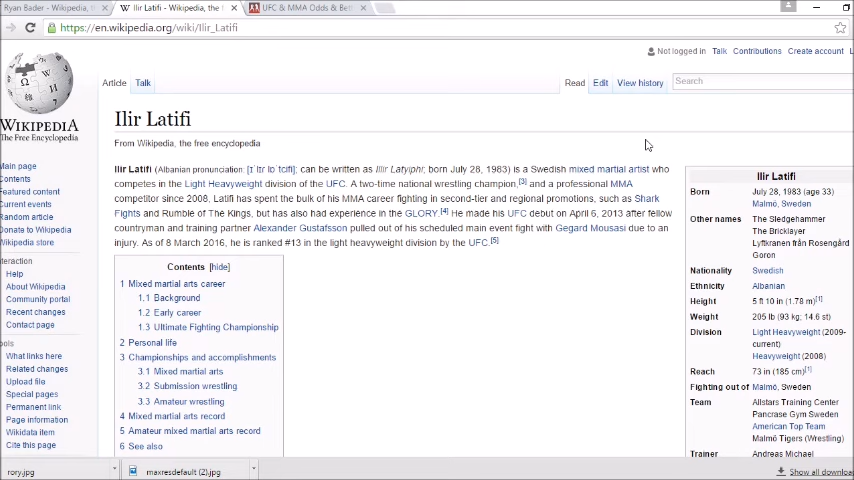 Ryan Bader - Wikipedia, the
Ilir Latifi - Wikipedia, the
UFC & MMA Odds & Bet
https://en.wikipedia.org/wiki/Ilir_Latifi
Not logged in Talk Contributions Create account L
Article Talk Read Edit View history Search
WIKIPEDIA
The Free Encyclopedia
Main page
Contents
Featured content
Current events
Random article
Donate to Wikipedia
Wikipedia store
Interaction
Help
About Wikipedia
Community portal
Recent changes
Contact page
ools
What links here
Related changes
Upload file
Special pages
Permanent link
Page information
Wikidata item
Cite this page
Ilir Latifi
From Wikipedia, the free encyclopedia
Ilir Latifi (Albanian pronunciation: can be written as Illir Latyiphr; born July 28, 1983) is a Swedish mixed martial artist who
competes in the Light Heavyweight division of the UFC. A two-time national wrestling champion,[3] and a professional MMA
competitor since 2008, Latifi has spent the bulk of his MMA career fighting in second-tier and regional promotions, such as Shark
Fights and Rumble of The Kings, but has also had experience in the GLORY.[4] He made his UFC debut on April 6, 2013 after fellow
countryman and training partner Alexander Gustafsson pulled out of his scheduled main event fight with Gegard Mousasi due to an
injury. As of 8 March 2016, he is ranked #13 in the light heavyweight division by the UFC.[5]
Contents [hide]
1 Mixed martial arts career
1.1 Background
1.2 Early career
1.3 Ultimate Fighting Championship
2 Personal life
3 Championships and accomplishments
3.1 Mixed martial arts
3.2 Submission wrestling
3.3 Amateur wrestling
4 Mixed martial arts record
5 Amateur mixed martial arts record
6 See also
Ilir Latifi
Born July 28, 1983 (age 33)
Malmö, Sweden
Other names The Sledgehammer
The Bricklayer
Lyftkranen från Rosengård
Goron
Nationality Swedish
Ethnicity Albanian
Height 5 ft 10 in (1.78 m)[1]
Weight 205 lb (93 kg; 14.6 st)
Division Light Heavyweight (2009-
current)
Heavyweight (2008)
Reach 73 in (185 cm)[1]
Fighting out of Malmö, Sweden
Team Allstars Training Center
Pancrase Gym Sweden
American Top Team
Malmö Tigers (Wrestling)
Trainer Andreas Michael
rory.jpg
maxresdefault (2).jpg
Show all downloa